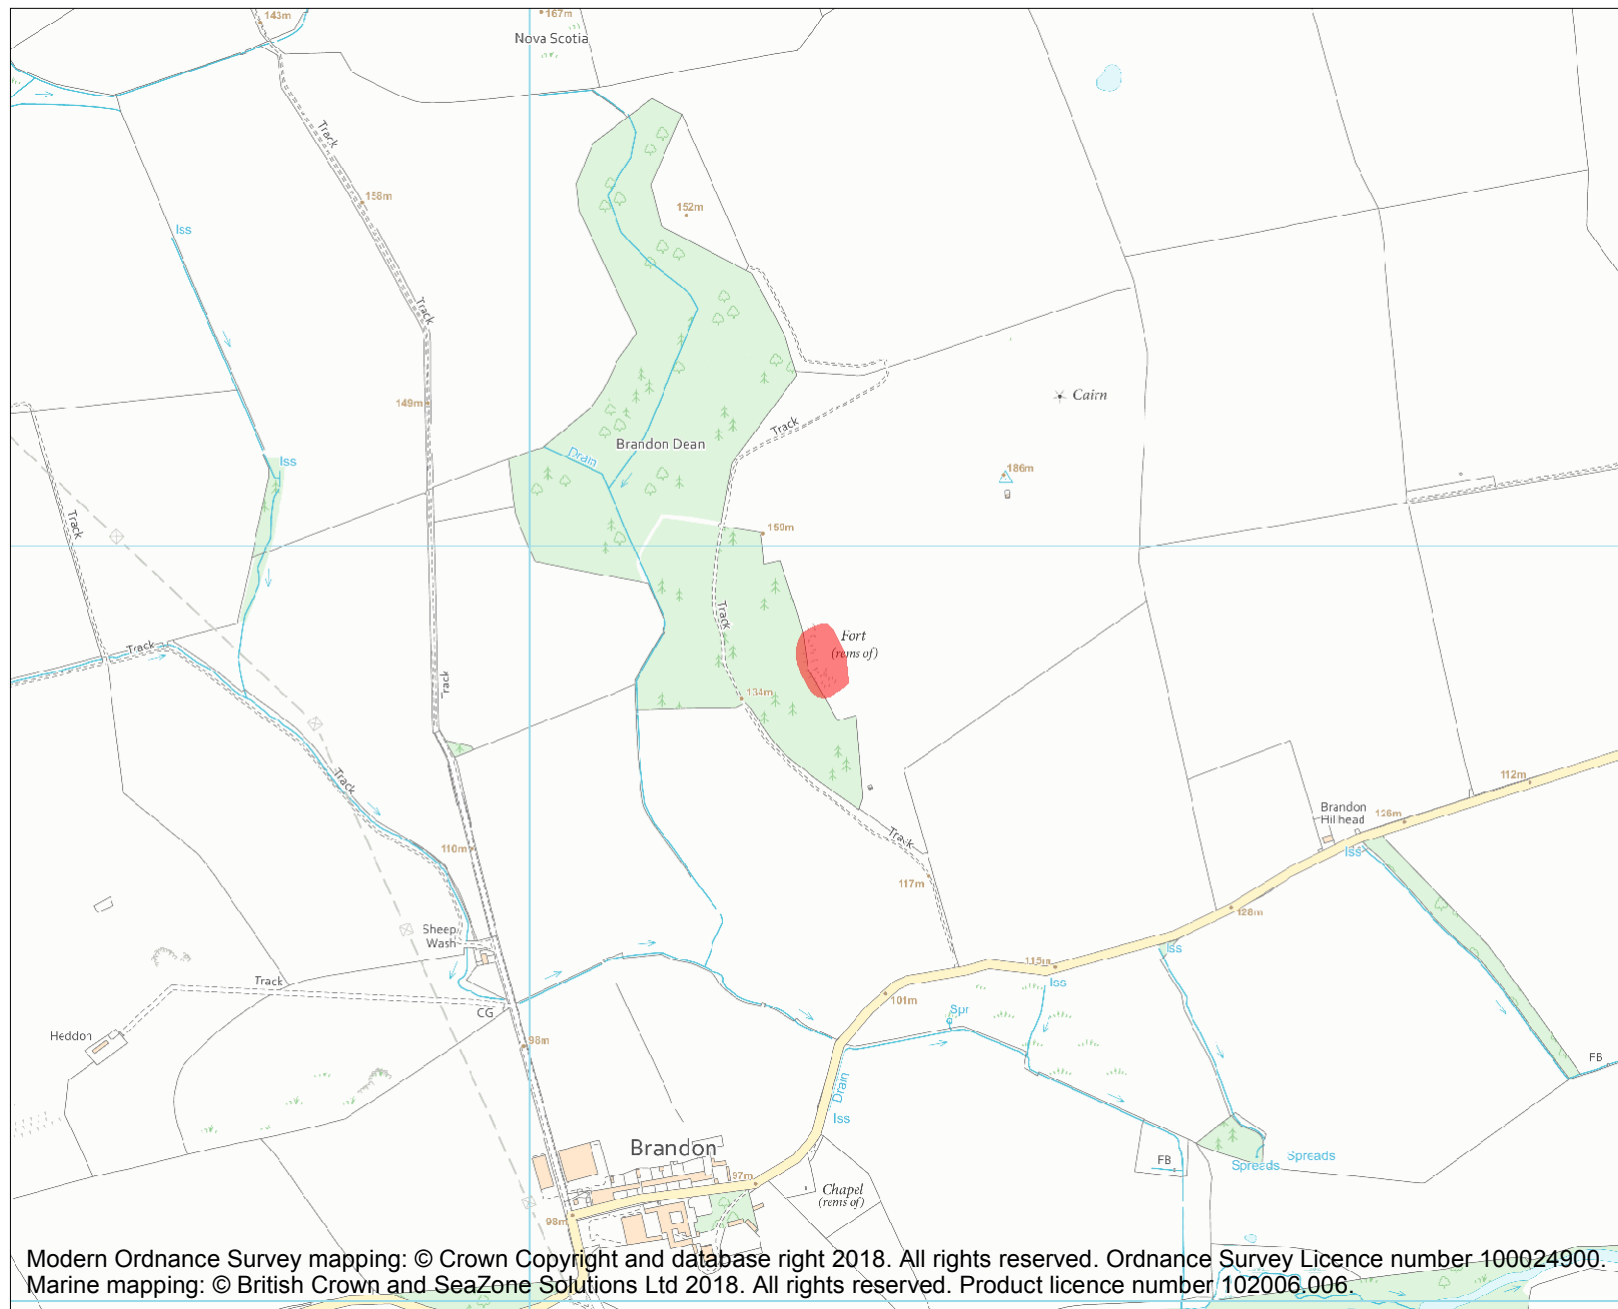 143m
167m
Nova Scotia
Track
158m
152m
Iss
Track
149m
Cairn
Track
Brandon Dean
Drain
Iss
186m
Track
159m
Track
Fort
(rems of)
Track
Track
134m
Track
112m
Brandon
Hill head
126m
Track
110m
Iss
117m
128m
Sheep
Wash
Iss
115m
Track
Iss
101m
CG
Spr
Heddon
98m
FB
Drain
Iss
Brandon
Spreads
Spreads
FB
97m
Chapel
(rems of)
98m
Modern Ordnance Survey mapping: © Crown Copyright and database right 2018. All rights reserved. Ordnance Survey Licence number 100024900.
Marine mapping: © British Crown and SeaZone Solutions Ltd 2018. All rights reserved. Product licence number 102006.006.